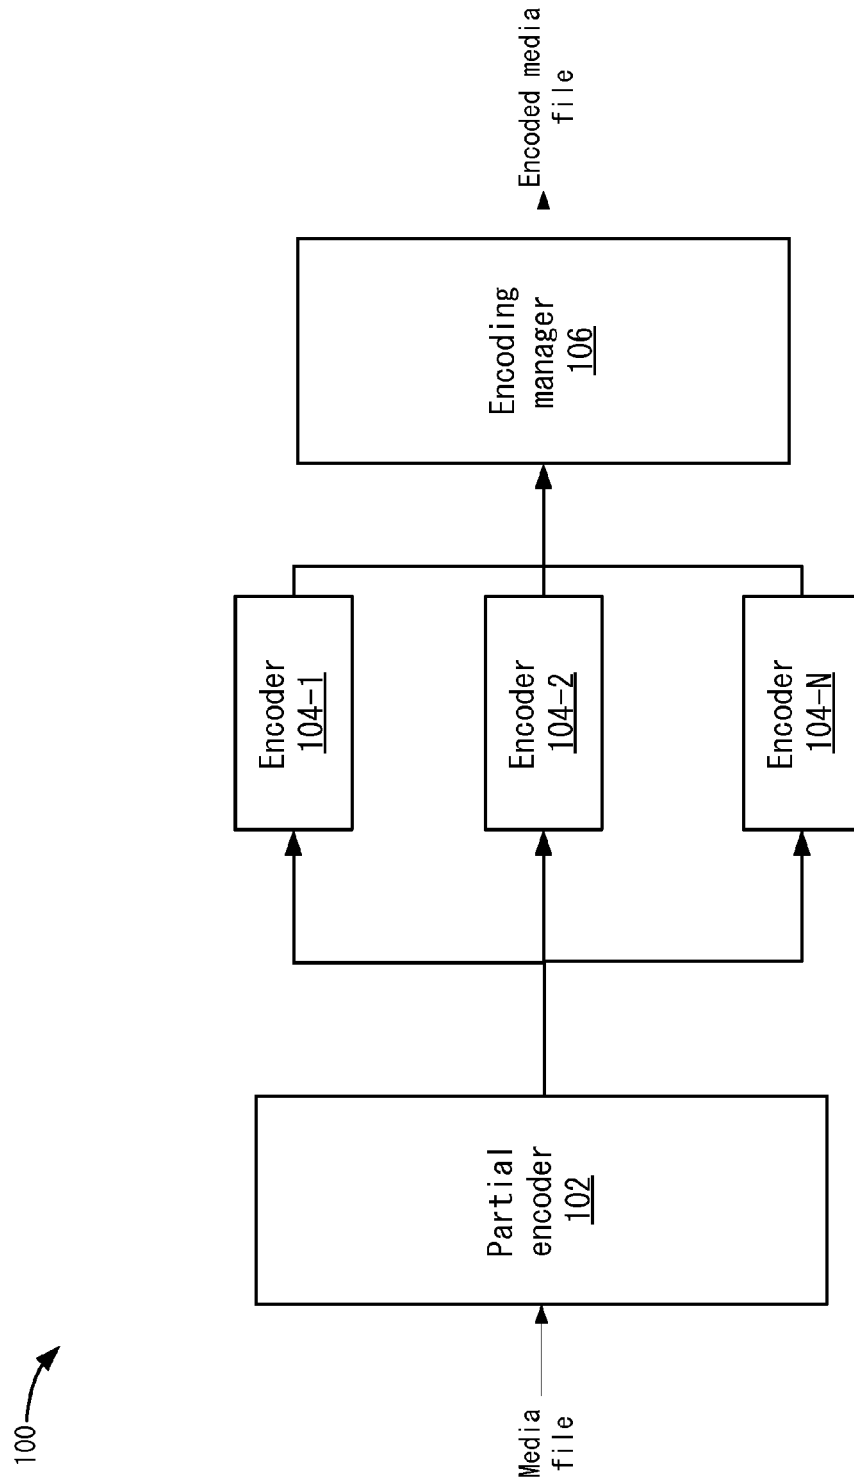 100
Media
file
Partial
encoder
102
Encoder
104-1
Encoder
104-2
Encoder
104-N
Encoding
manager
106
Encoded media
file